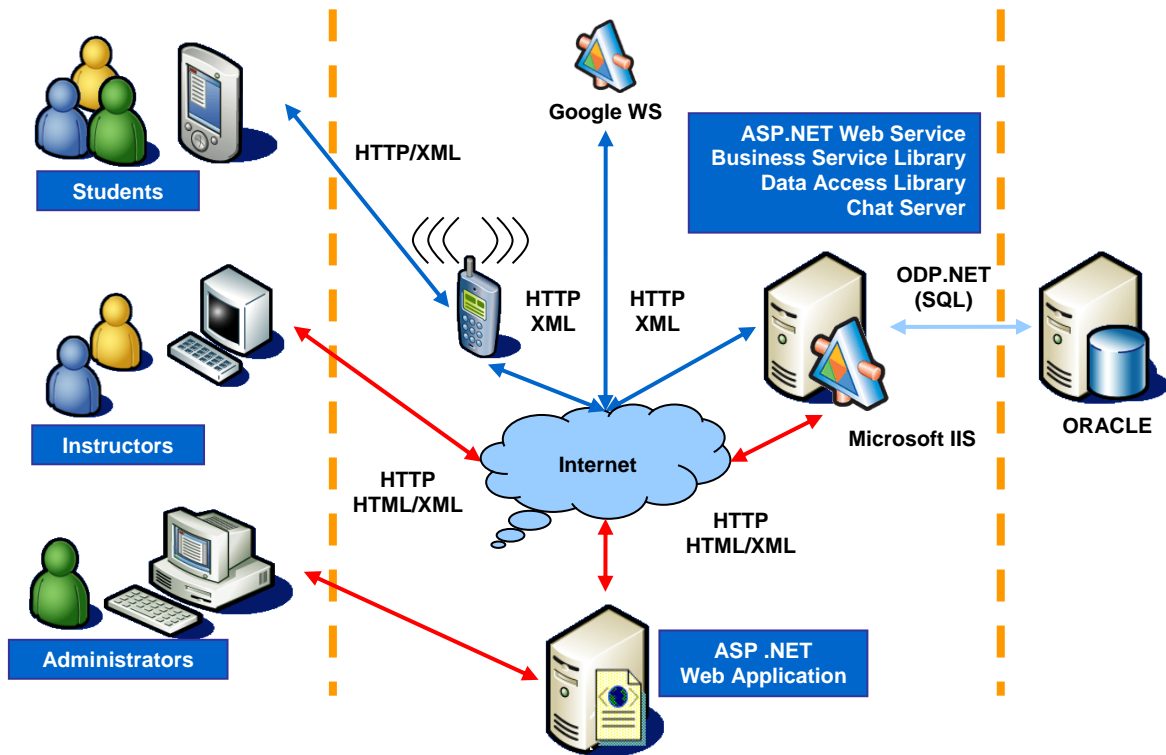 Google WS
ASP.NET Web Service
Business Service Library
Data Access Library
Chat Server
HTTP/XML
Students
ODP.NET
(SQL)
HTTP
XML
HTTP
XML
Instructors
Internet
Microsoft IIS
ORACLE
HTTP
HTML/XML
HTTP
HTML/XML
Administrators
ASP .NET
Web Application